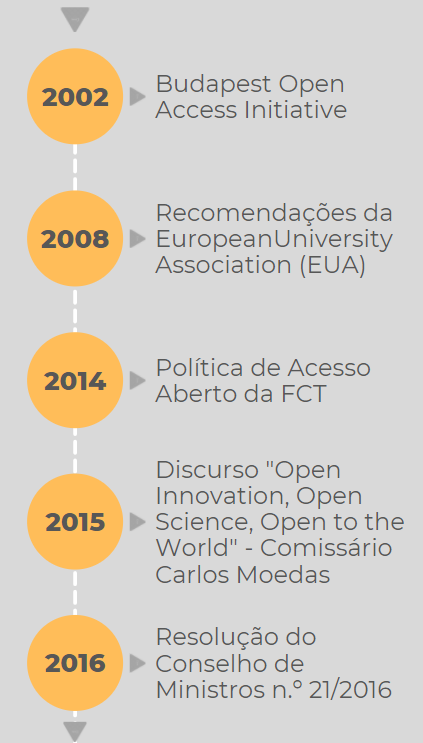 2002
Budapest Open
Access Initiative
2008
Recomendações da
EuropeanUniversity
Association (EUA)
2014
Política de Acesso
Aberto da FCT
2015
Discurso "Open
Innovation, Open
Science, Open to the
World" - Comissário
Carlos Moedas
2016
Resolução do
Conselho de
Ministros n.º 21/2016